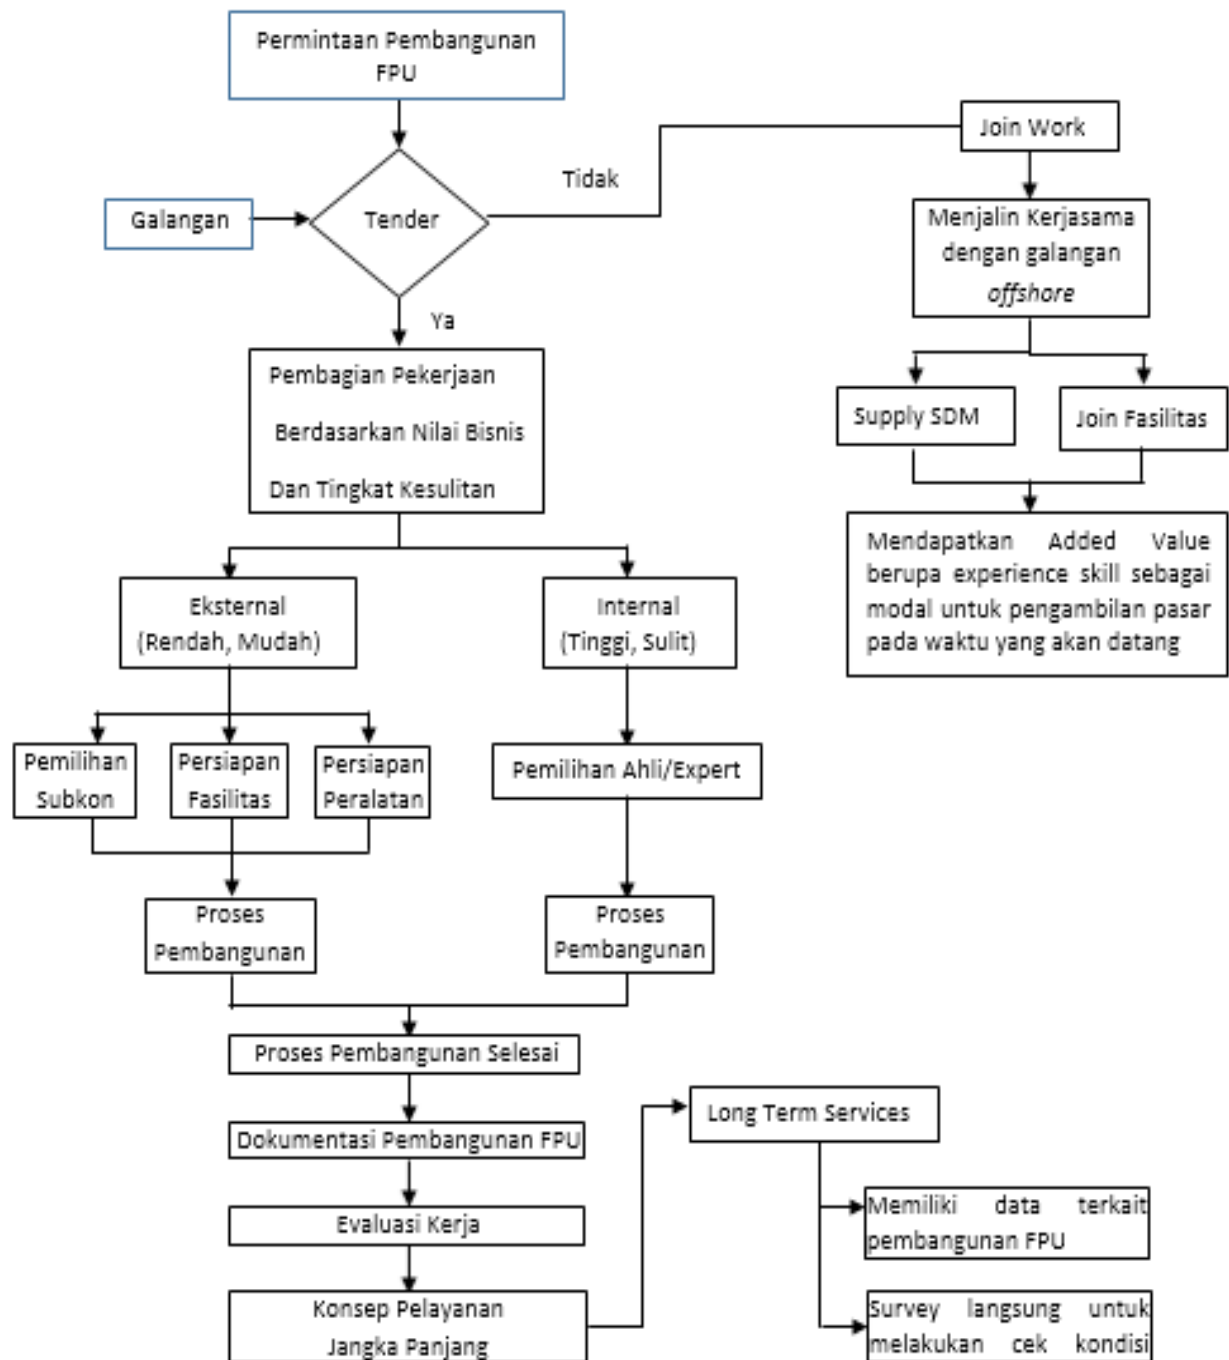 Permintaan Pembangunan
FPU
Join Work
Tidak
Galangan
Tender
Menjalin Kerjasama
dengan galangan
offshore
Ya
Pembagian Pekerjaan
Berdasarkan Nilai Bisnis
Dan Tingkat Kesulitan
Supply SDM
Join Fasilitas
Mendapatkan Added Value
berupa experience skill sebagai
modal untuk pengambilan pasar
pada waktu yang akan datang
Eksternal
(Rendah, Mudah)
Internal
(Tinggi, Sulit)
Pemilihan
Subkon
Persiapan
Fasilitas
Persiapan
Peralatan
Pemilihan Ahli/Expert
Proses
Pembangunan
Proses
Pembangunan
Proses Pembangunan Selesai
Dokumentasi Pembangunan FPU
Evaluasi Kerja
Konsep Pelayanan
Jangka Panjang
Long Term Services
Memiliki data terkait
pembangunan FPU
Survey langsung untuk
melakukan cek kondisi